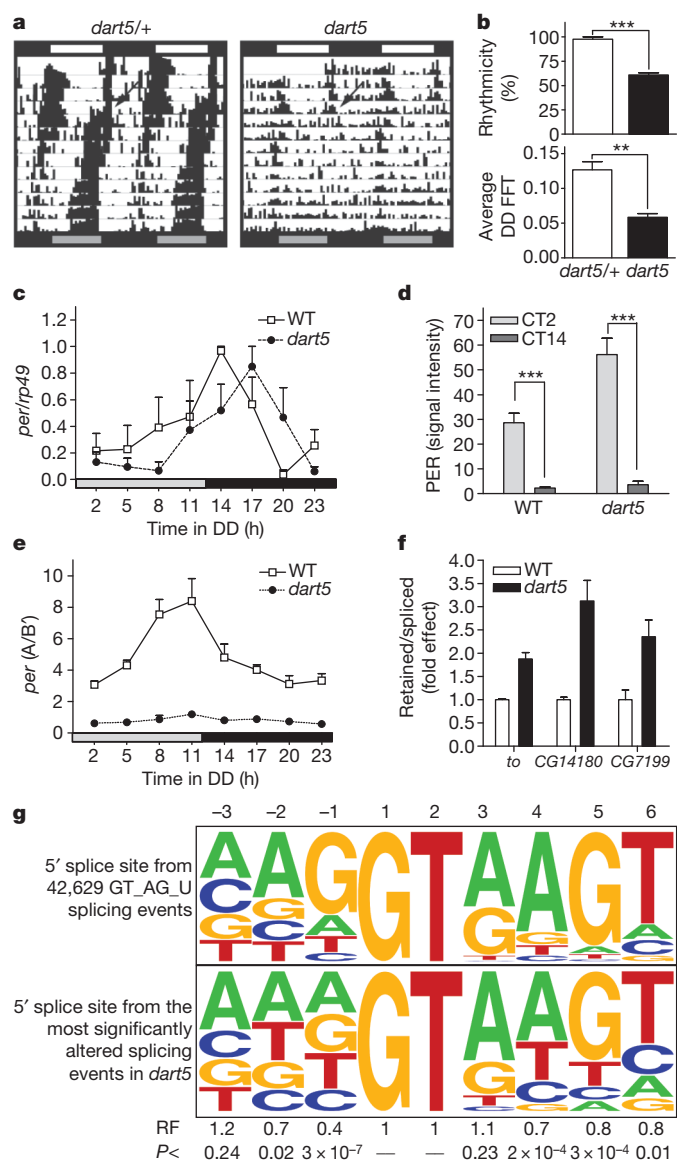 a
dart5/+
dart5
b
Rhythmicity
(%)
100
75
50
25
0
***
Average
DD FFT
0.15
0.10
0.05
0.00
**
dart5/+ dart5
c
per/rp49
1.2
1.0
0.8
0.6
0.4
0.2
0.0
WT
dart5
2 5 8 11 14 17 20 23
Time in DD (h)
d
PER (signal intensity)
70
60
50
40
30
20
10
0
CT2
CT14
***
***
WT dart5
e
per (A/B′)
10
8
6
4
2
0
WT
dart5
2 5 8 11 14 17 20 23
Time in DD (h)
f
Retained/spliced
(fold effect)
4.0
3.5
3.0
2.5
2.0
1.5
1.0
0.5
0.0
WT
dart5
to CG14180 CG7199
g
−3 −2 −1 1 2 3 4 5 6
5′ splice site from
42,629 GT_AG_U
splicing events
A A G G T A A G T
C G A G G A A
G C T T C T C
T T C T T C G
5′ splice site from the
most significantly
altered splicing
events in dart5
A A A G T A A G T
C T G G T T C
G G T T C C A
T C C C G A G
RF 1.2 0.7 0.4 1 1 1.1 0.7 0.8 0.8
P< 0.24 0.02 3 × 10⁻⁷ — — 0.23 2 × 10⁻⁴ 3 × 10⁻⁴ 0.01